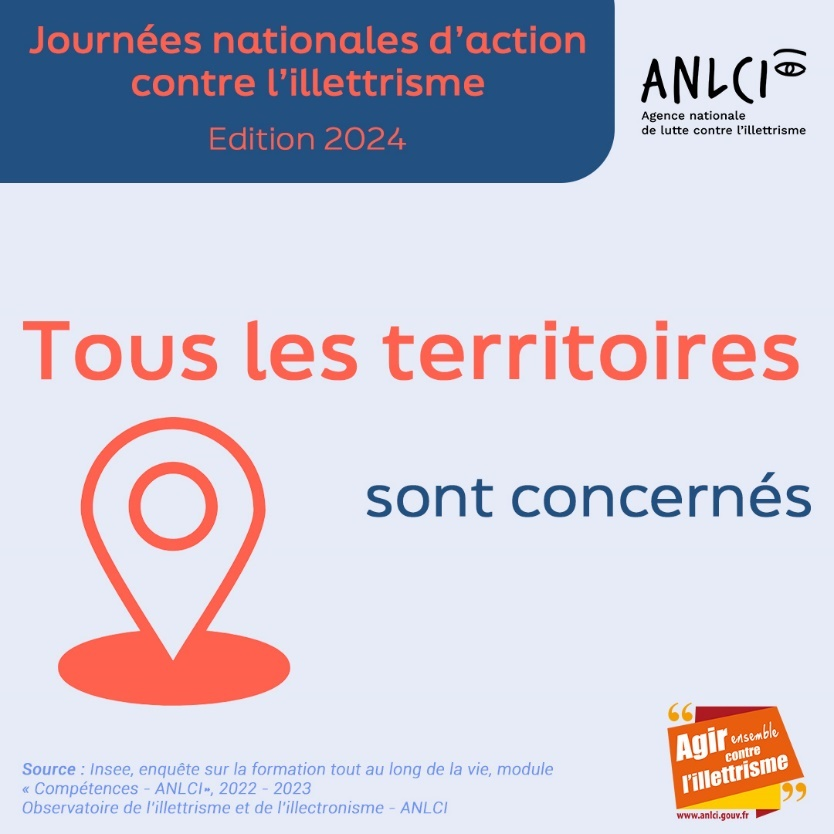 Journées nationales d'action
contre l'illettrisme
Edition 2024
ANLCI
Agence nationale
de lutte contre l'illettrisme
Tous les territoires
sont concernés
Source : Insee, enquête sur la formation tout au long de la vie, module
« Compétences - ANLCI», 2022 - 2023
Observatoire de l'illettrisme et de l'illectronisme - ANLCI
“ Agir ensemble
contre
l'illettrisme ”
www.anlci.gouv.fr